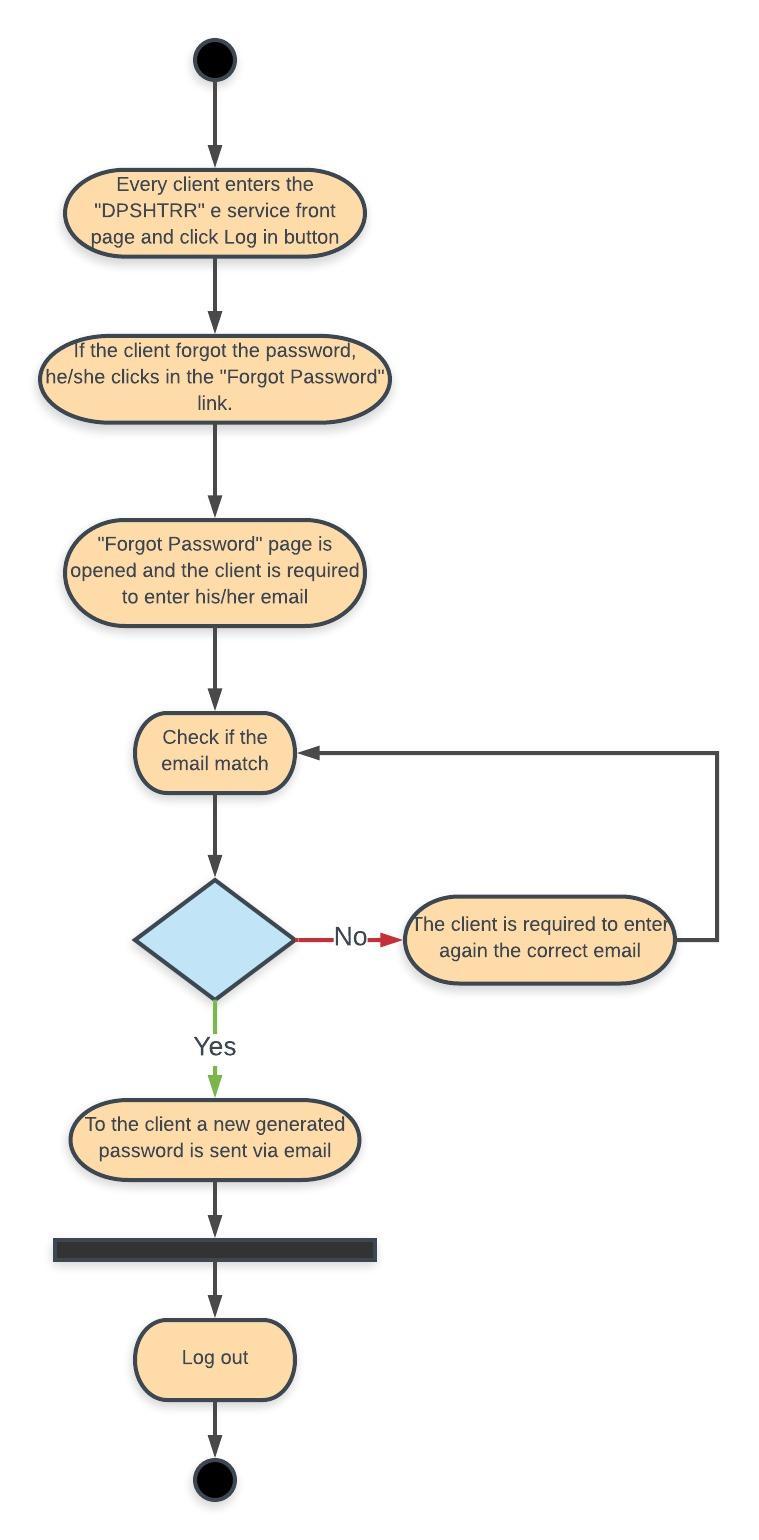 Every client enters the
"DPSHTRR" e service front
page and click Log in button
If the client forgot the password,
he/she clicks in the "Forgot Password"
link.
"Forgot Password" page is
opened and the client is required
to enter his/her email
Check if the
email match
No
The client is required to enter
again the correct email
Yes
To the client a new generated
password is sent via email
Log out